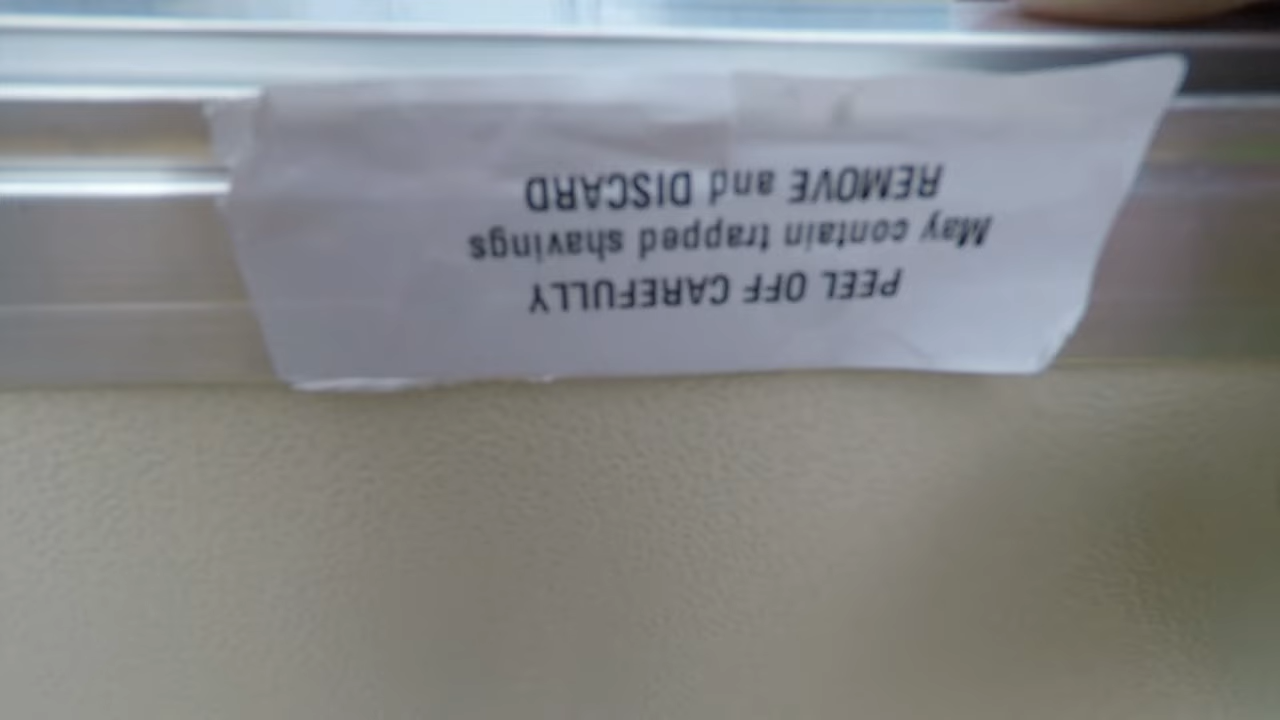 PEEL OFF CAREFULLY
May contain trapped shavings
REMOVE and DISCARD